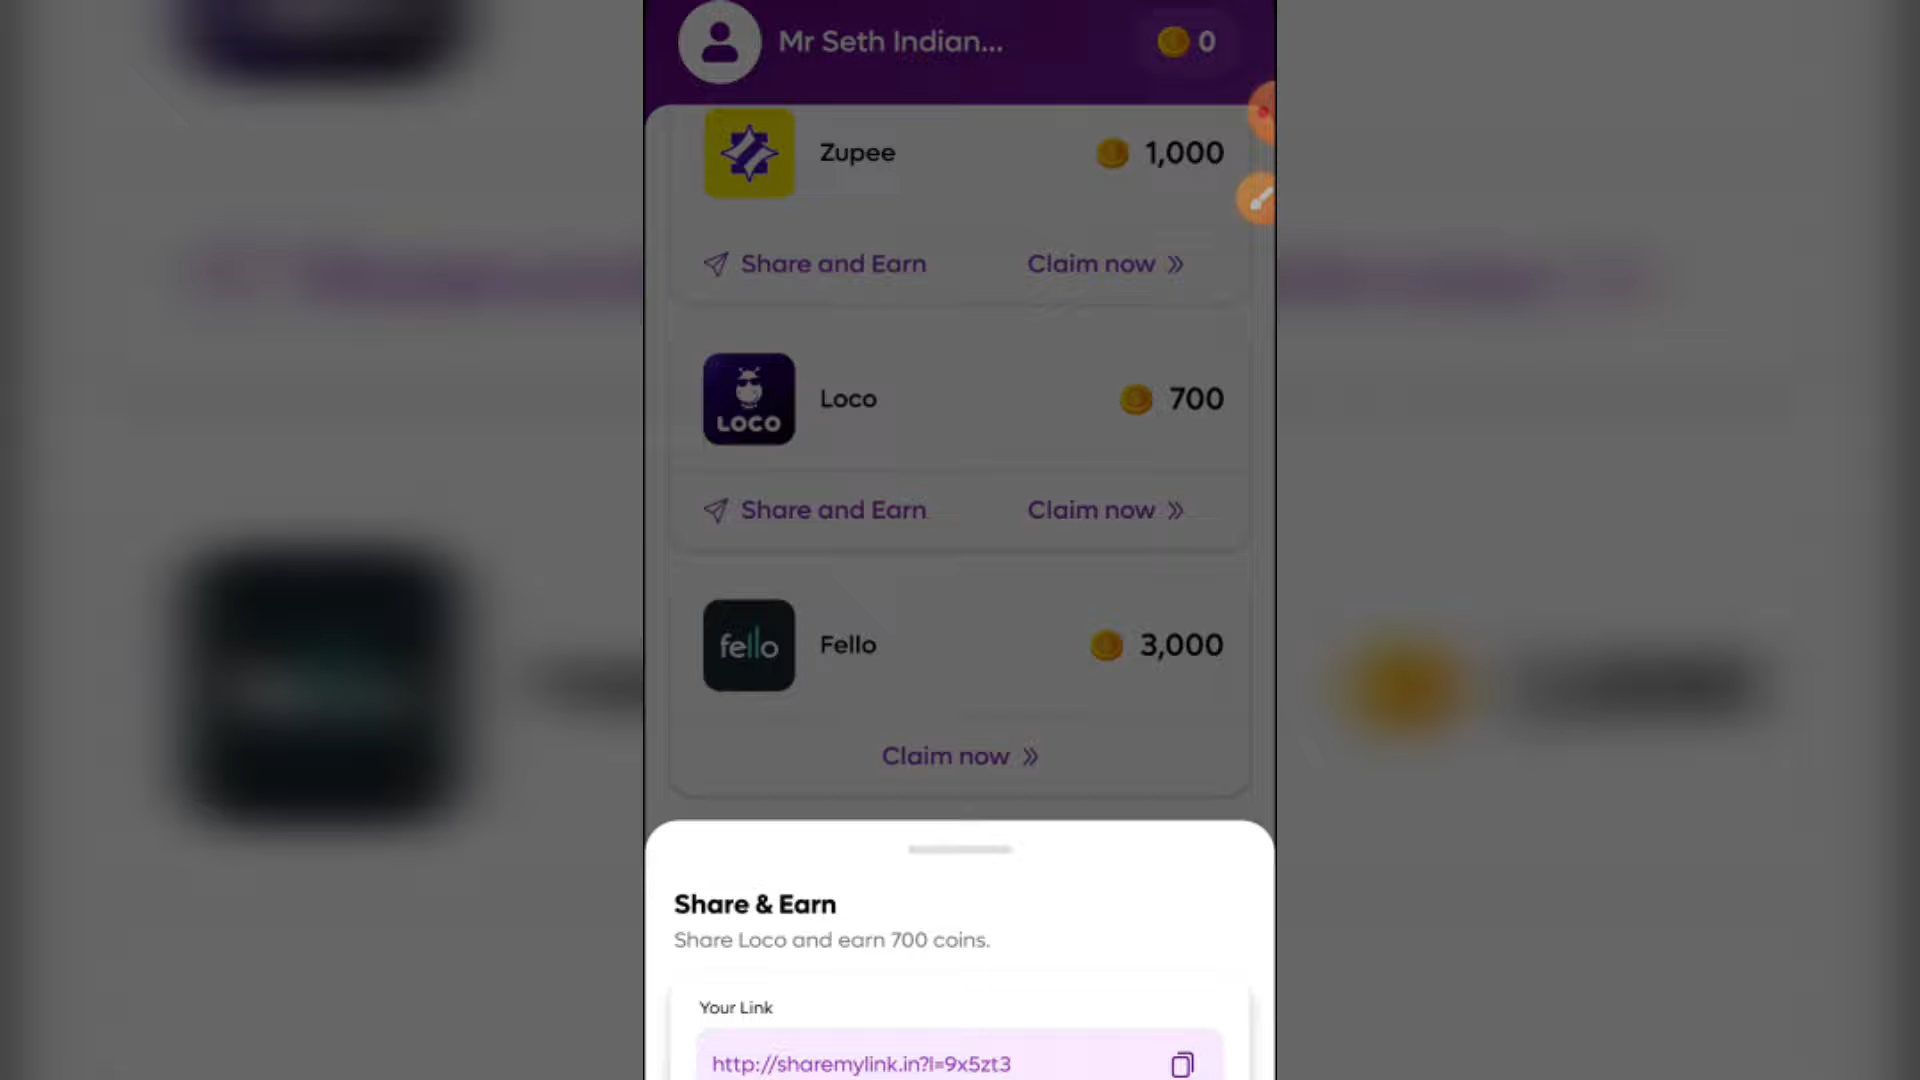 Mr Seth Indian...
0
Zupee
1,000
Share and Earn
Claim now
LOCO
Loco
700
Share and Earn
Claim now
fello
Fello
3,000
Claim now
Share & Earn
Share Loco and earn 700 coins.
Your Link
http://sharemylink.in?l=9x5zt3